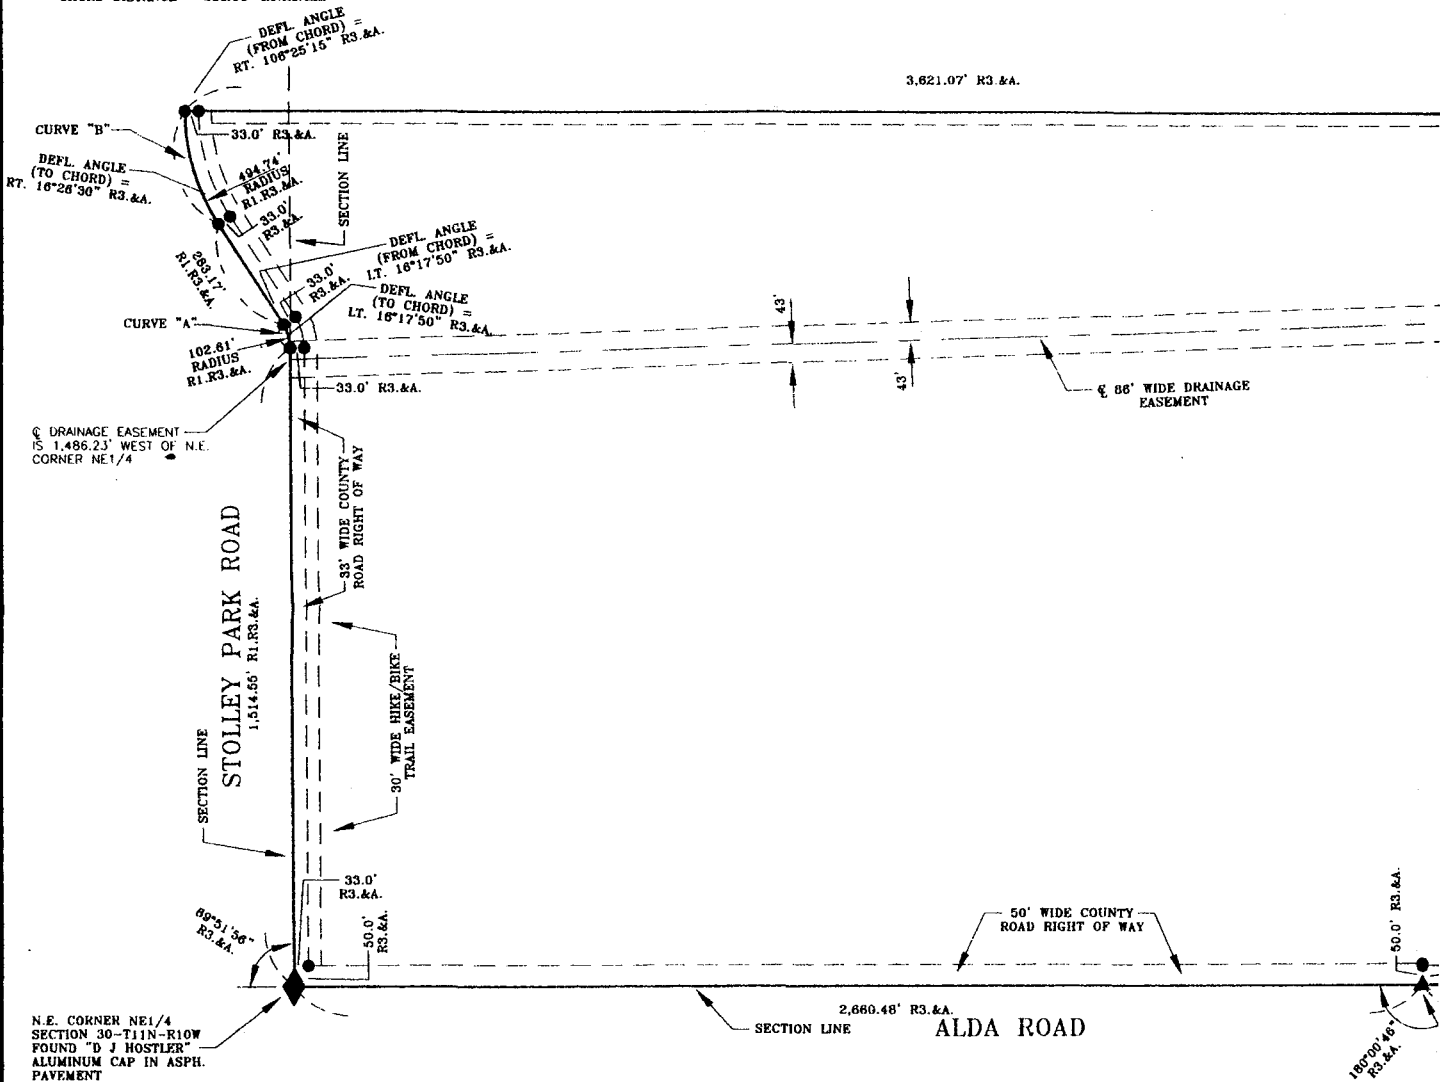 DEFL. ANGLE
(FROM CHORD) =
RT. 106°25'15" R3.&A.
3,621.07' R3.&A.
CURVE "B"
33.0' R3.&A.
DEFL. ANGLE
(TO CHORD) =
RT. 16°26'30" R3.&A.
494.74'
RADIUS
R1.R3.&A.
33.0'
R3.&A.
SECTION LINE
DEFL. ANGLE
(FROM CHORD) =
LT. 16°17'50" R3.&A.
283.17'
R1.R3.&A.
33.0'
R3.&A.
DEFL. ANGLE
(TO CHORD) =
LT. 16°17'50" R3.&A.
CURVE "A"
102.61'
RADIUS
R1.R3.&A.
33.0' R3.&A.
43'
43'
℄ 86' WIDE DRAINAGE
EASEMENT
℄ DRAINAGE EASEMENT
IS 1,486.23' WEST OF N.E.
CORNER NE1/4
33' WIDE COUNTY
ROAD RIGHT OF WAY
STOLLEY PARK ROAD
1,514.55' R1.R3.&A.
30' WIDE HIKE/BIKE
TRAIL EASEMENT
SECTION LINE
33.0'
R3.&A.
50.0'
R3.&A.
89°51'56"
R3.&A.
50' WIDE COUNTY
ROAD RIGHT OF WAY
50.0' R3.&A.
N.E. CORNER NE1/4
SECTION 30-T11N-R10W
FOUND "D J HOSTLER"
ALUMINUM CAP IN ASPH.
PAVEMENT
2,660.48' R3.&A.
SECTION LINE
ALDA ROAD
180°00'46"
R3.&A.